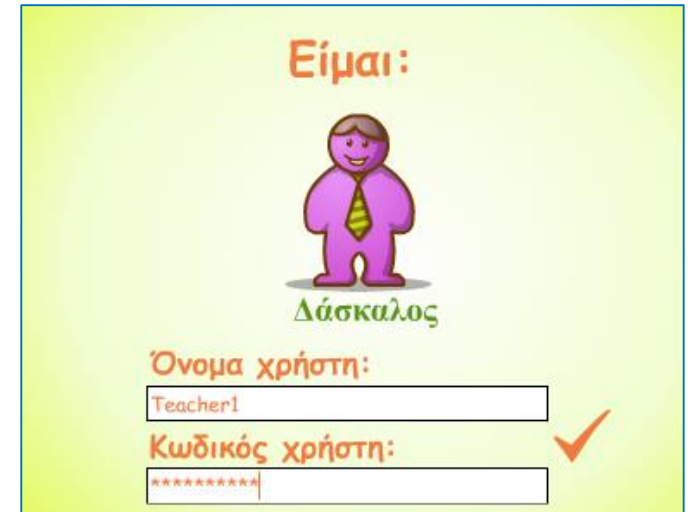 Είμαι:
Δάσκαλος
Όνομα χρήστη:
Teacher1
Κωδικός χρήστη:
**********